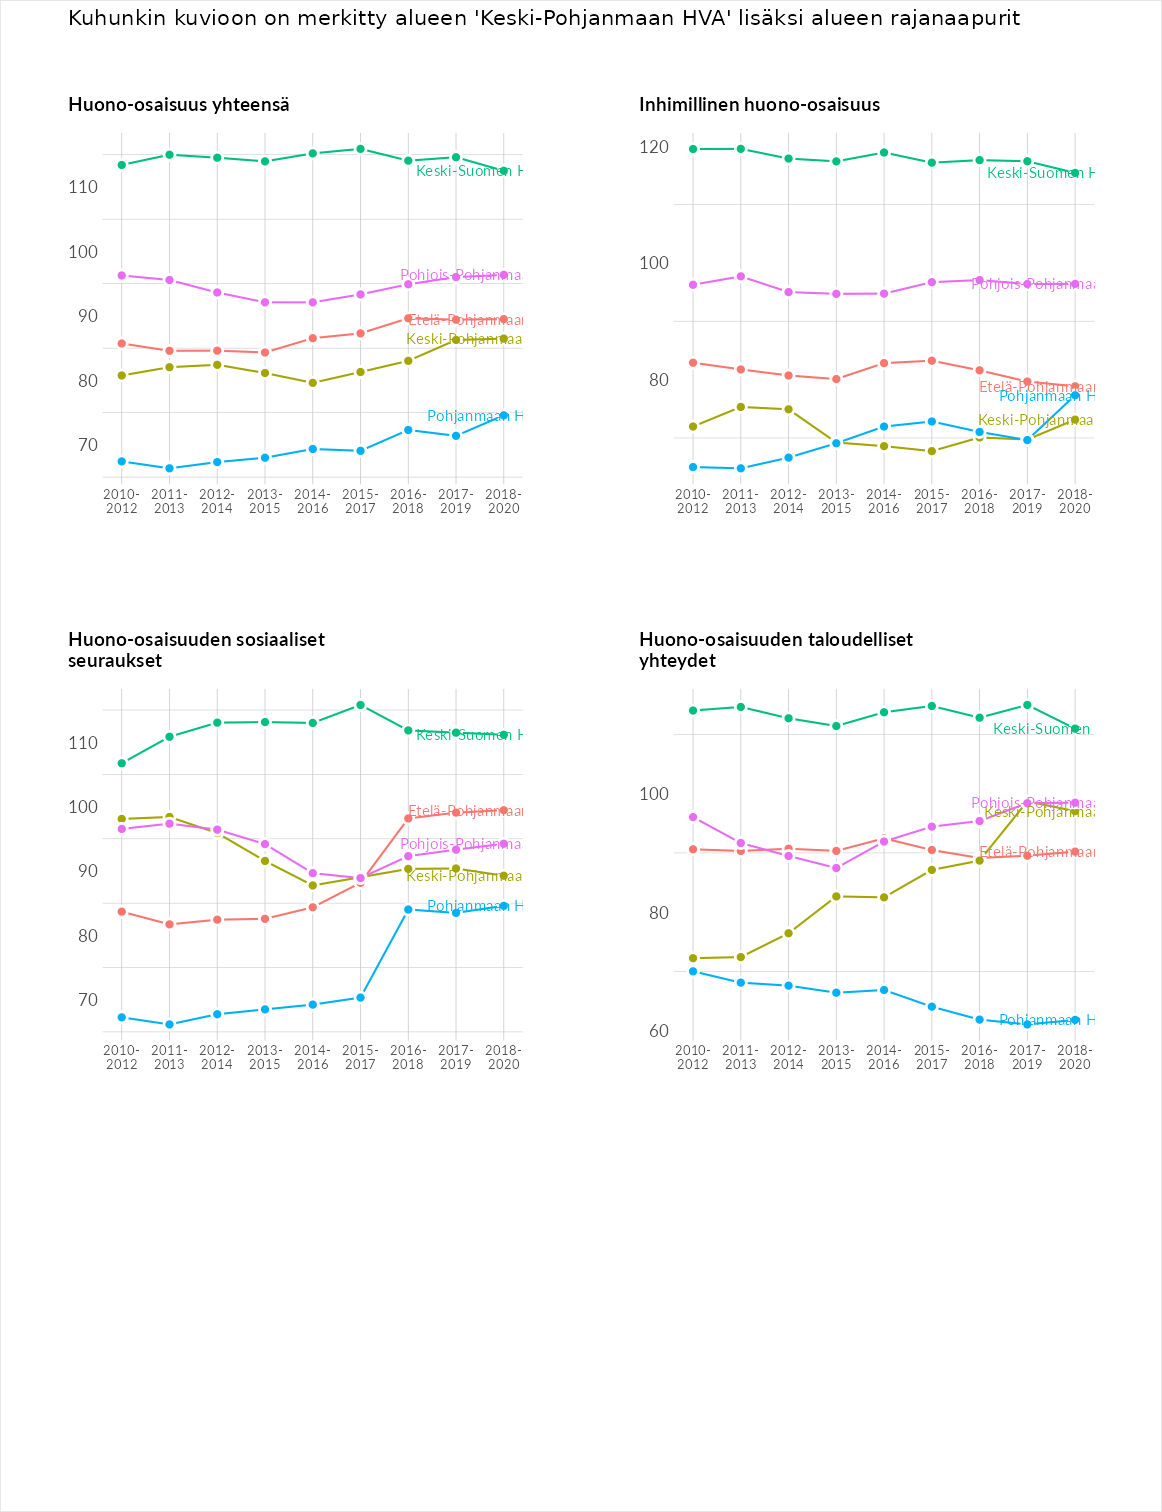 Kuhunkin kuvioon on merkitty alueen 'Keski-Pohjanmaan HVA' lisäksi alueen rajanaapurit
Huono-osaisuus yhteensä
110
100
90
80
70
Keski-Suomen H
Pohjois-Pohjanmaa
Etelä-Pohjanmaan
Keski-Pohjanmaa
Pohjanmaan H
2010- 2011- 2012- 2013- 2014- 2015- 2016- 2017- 2018-
2012 2013 2014 2015 2016 2017 2018 2019 2020
Inhimillinen huono-osaisuus
120
100
80
Keski-Suomen H
Pohjois-Pohjanmaa
Etelä-Pohjanmaan
Pohjanmaan H
Keski-Pohjanmaa
2010- 2011- 2012- 2013- 2014- 2015- 2016- 2017- 2018-
2012 2013 2014 2015 2016 2017 2018 2019 2020
Huono-osaisuuden sosiaaliset
seuraukset
110
100
90
80
70
Keski-Suomen H
Etelä-Pohjanmaan
Pohjois-Pohjanmaa
Keski-Pohjanmaa
Pohjanmaan H
2010- 2011- 2012- 2013- 2014- 2015- 2016- 2017- 2018-
2012 2013 2014 2015 2016 2017 2018 2019 2020
Huono-osaisuuden taloudelliset
yhteydet
100
80
60
Keski-Suomen
Pohjois-Pohjanmaa
Keski-Pohjanmaa
Etelä-Pohjanmaan
Pohjanmaan H
2010- 2011- 2012- 2013- 2014- 2015- 2016- 2017- 2018-
2012 2013 2014 2015 2016 2017 2018 2019 2020